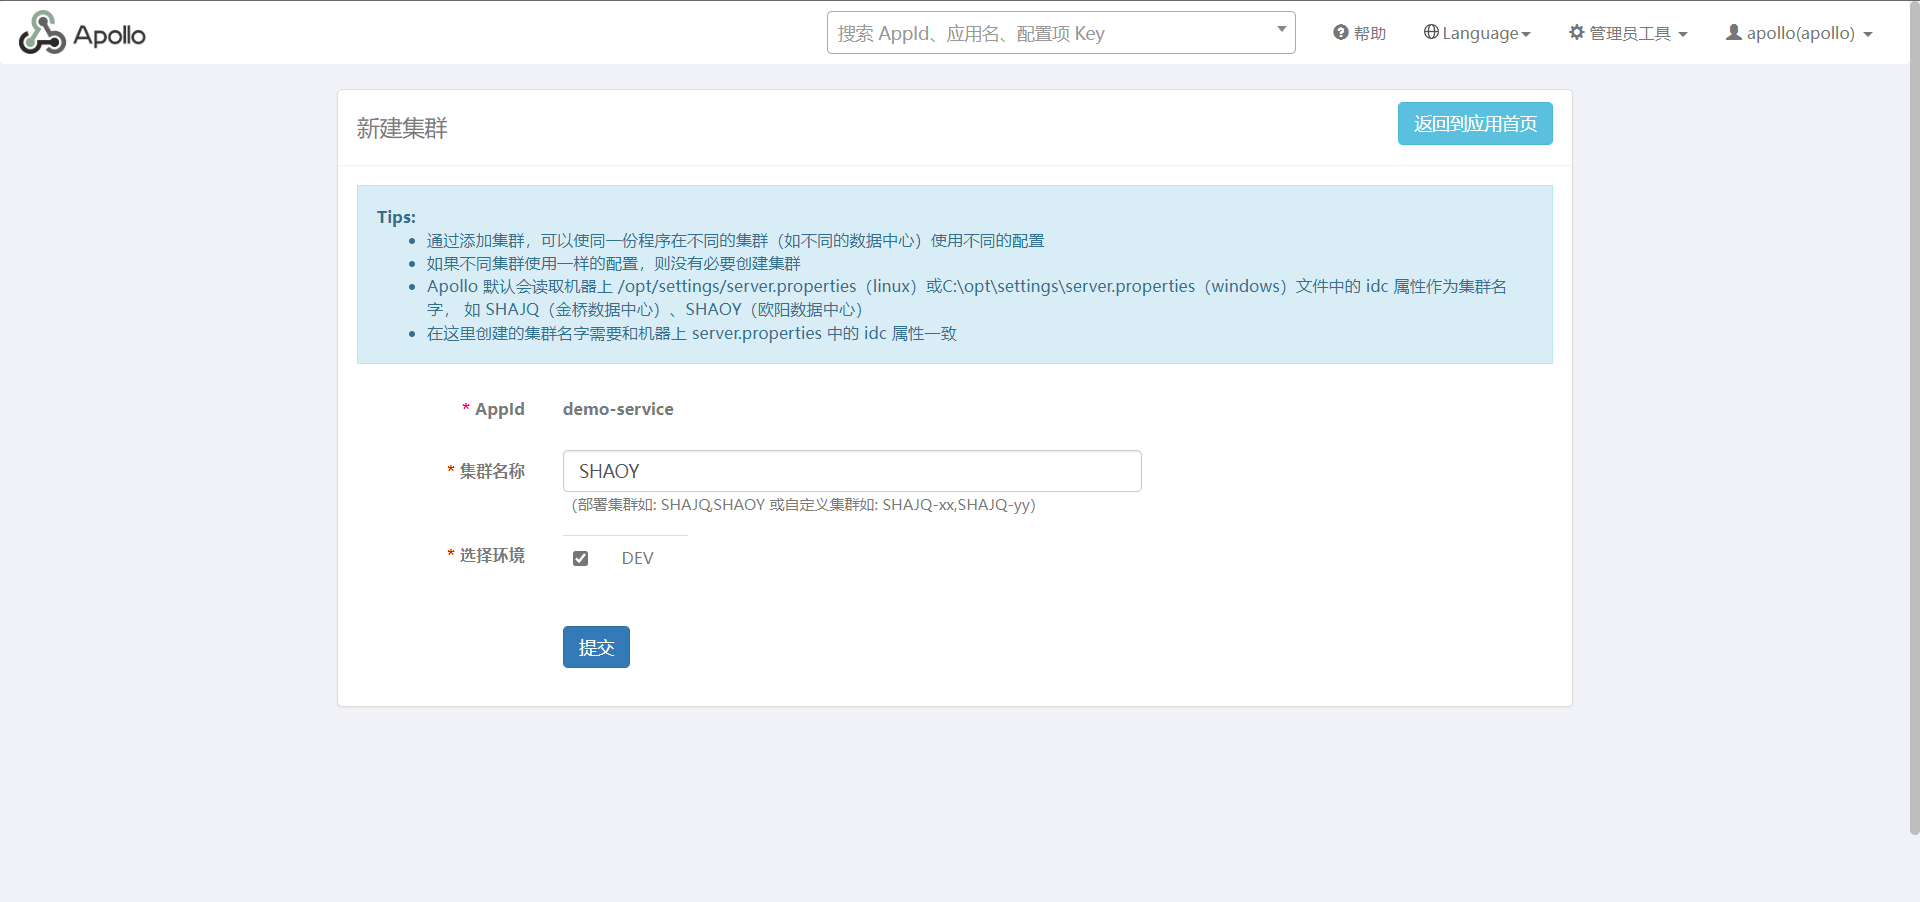 Apollo
搜索 AppId、应用名、配置项 Key
帮助
Language
管理员工具
apollo(apollo)
新建集群
返回到应用首页
Tips:
通过添加集群，可以使同一份程序在不同的集群（如不同的数据中心）使用不同的配置
如果不同集群使用一样的配置，则没有必要创建集群
Apollo 默认会读取机器上 /opt/settings/server.properties（linux）或C:\opt\settings\server.properties（windows）文件中的 idc 属性作为集群名
字， 如 SHAJQ（金桥数据中心）、SHAOY（欧阳数据中心）
在这里创建的集群名字需要和机器上 server.properties 中的 idc 属性一致
* AppId demo-service
* 集群名称 SHAOY
(部署集群如: SHAJQ,SHAOY 或自定义集群如: SHAJQ-xx,SHAJQ-yy)
* 选择环境 DEV
提交